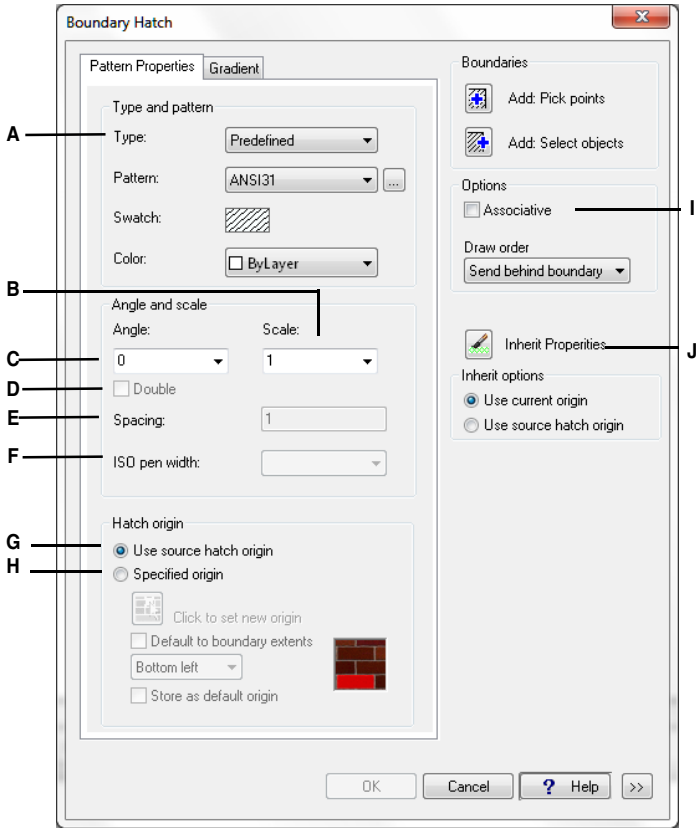 Boundary Hatch
Pattern Properties
Gradient
Type and pattern
A
Type:
Predefined
Pattern:
ANSI31
...
Swatch:
Color:
ByLayer
B
Angle and scale
Angle:
Scale:
C
0
1
D
Double
E
Spacing:
1
F
ISO pen width:
Hatch origin
G
Use source hatch origin
H
Specified origin
Click to set new origin
Default to boundary extents
Bottom left
Store as default origin
Boundaries
Add: Pick points
Add: Select objects
Options
Associative
I
Draw order
Send behind boundary
Inherit Properities
J
Inherit options
Use current origin
Use source hatch origin
OK
Cancel
? Help
>>